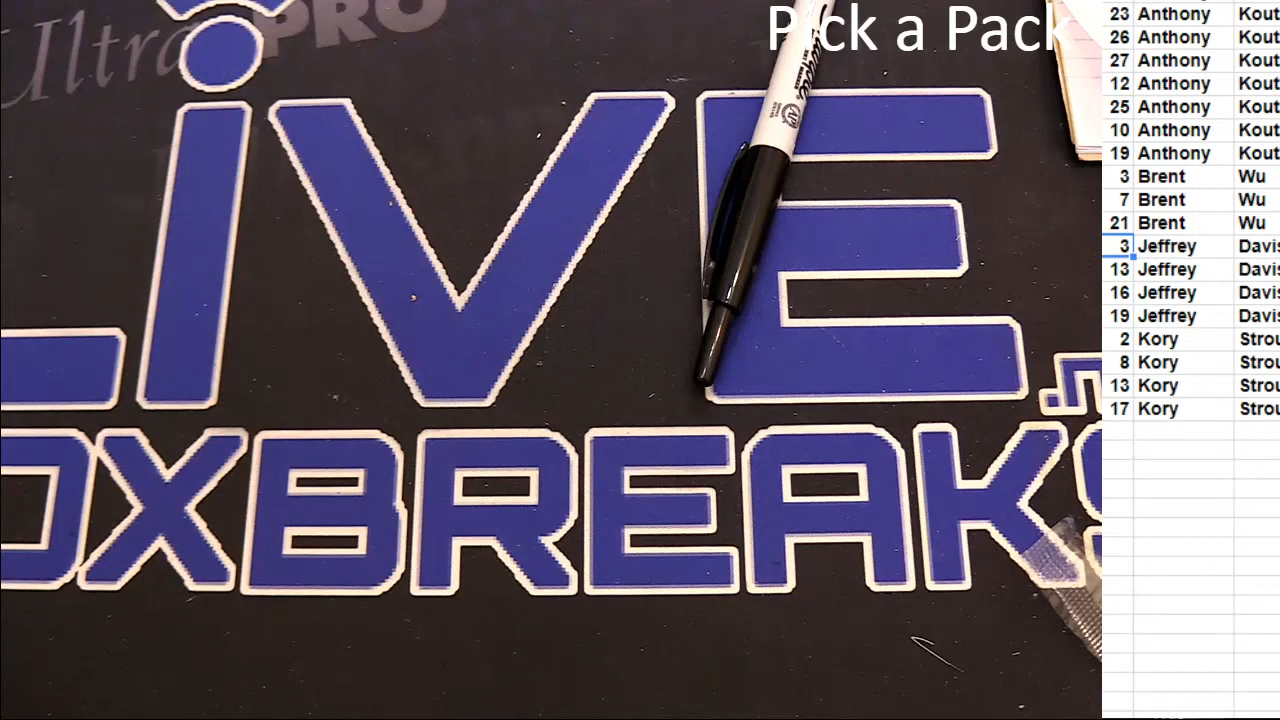 Ultra PRO
Pick a Pack
LiVE
OXBREAKS
23 Anthony Kout
26 Anthony Kout
27 Anthony Kout
12 Anthony Kout
25 Anthony Kout
10 Anthony Kout
19 Anthony Kout
3 Brent Wu
7 Brent Wu
21 Brent Wu
3 Jeffrey Davis
13 Jeffrey Davis
16 Jeffrey Davis
19 Jeffrey Davis
2 Kory Strou
8 Kory Strou
13 Kory Strou
17 Kory Strou